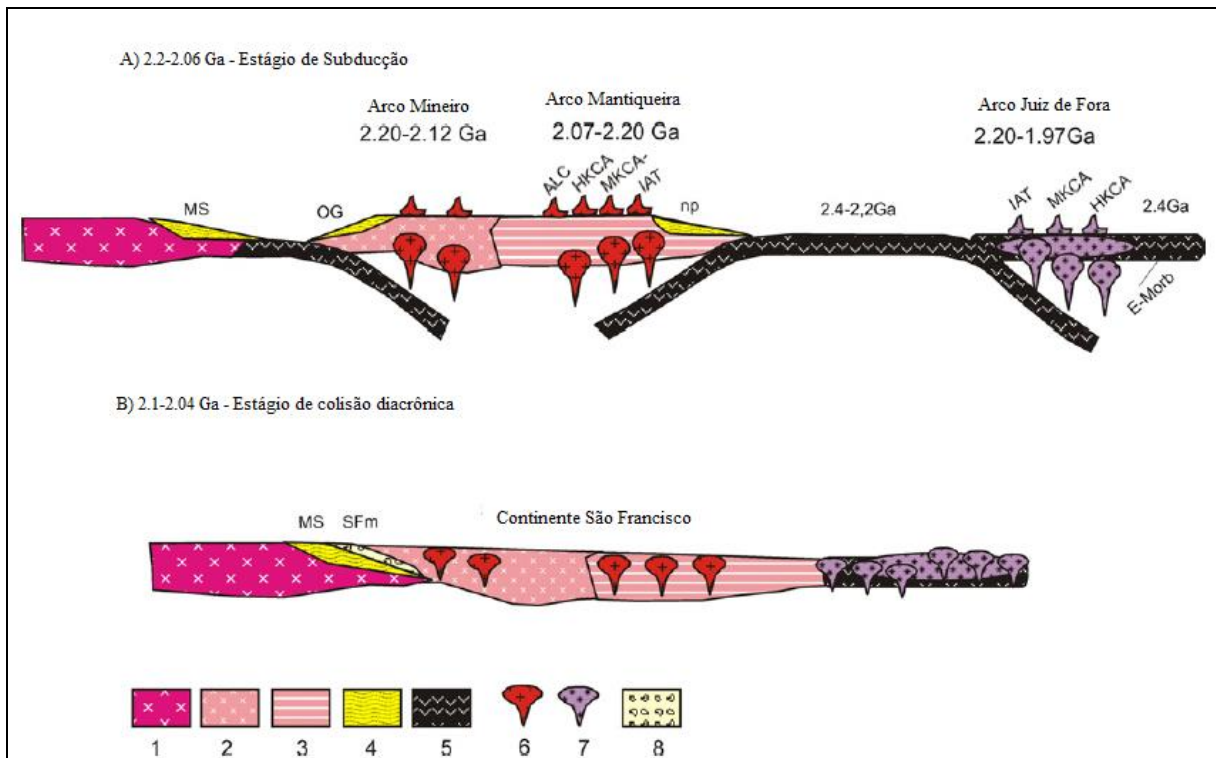 A) 2.2-2.06 Ga - Estágio de Subducção
Arco Mineiro
2.20-2.12 Ga
Arco Mantiqueira
2.07-2.20 Ga
Arco Juiz de Fora
2.20-1.97Ga
MS
OG
ALC
HKCA
MKCA-
IAT
np
2.4-2,2Ga
IAT
MKCA
HKCA
2.4Ga
E-Morb
B) 2.1-2.04 Ga - Estágio de colisão diacrônica
MS SFm
Continente São Francisco
1 2 3 4 5 6 7 8